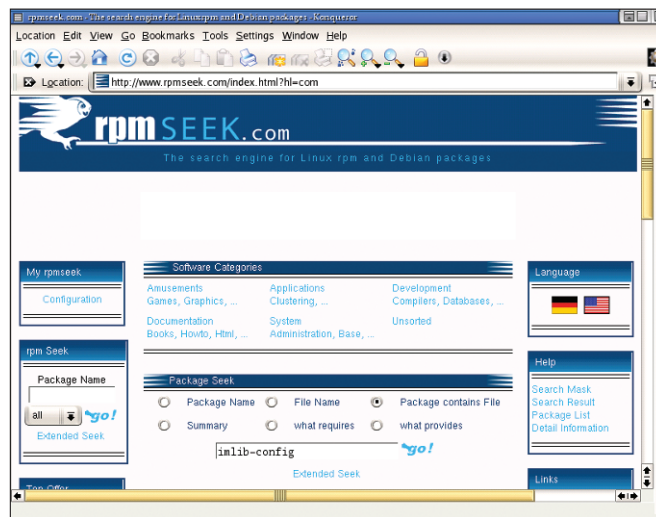 rpmseek.com - The search engine for Linux rpm and Debian packages - Konqueror
Location Edit View Go Bookmarks Tools Settings Window Help
Location: http://www.rpmseek.com/index.html?hl=com
rpm SEEK.com
The search engine for Linux rpm and Debian packages
My rpmseek
Configuration
rpm Seek
Package Name
all go!
Extended Seek
Top Offer
Software Categories
Amusements Applications Development
Games, Graphics, ... Clustering, ... Compilers, Databases, ...
Documentation System Unsorted
Books, Howto, Html, ... Administration, Base, ...
Package Seek
Package Name File Name Package contains File
Summary what requires what provides
imlib-config go!
Extended Seek
Language
Help
Search Mask
Search Result
Package List
Detail Information
Links